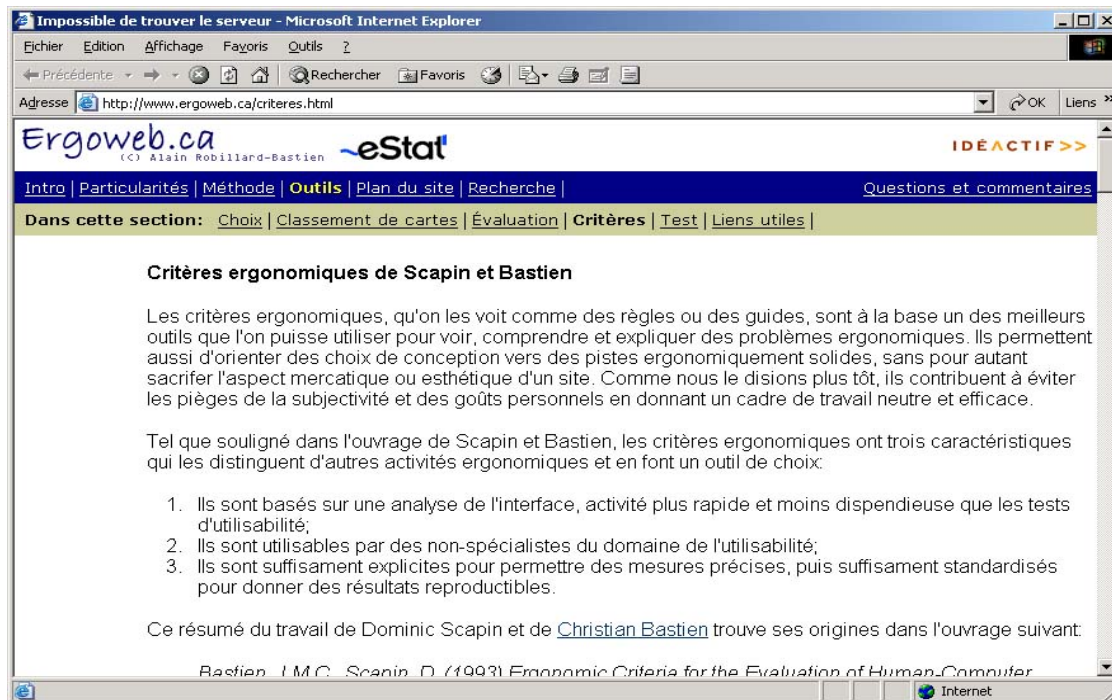 Impossible de trouver le serveur - Microsoft Internet Explorer
Fichier Edition Affichage Favoris Outils ?
Précédente Rechercher Favoris
Adresse http://www.ergoweb.ca/criteres.html OK Liens »
Ergoweb.ca ~eStat IDÉACTIF>>
(C) Alain Robillard-Bastien
Intro | Particularités | Méthode | Outils | Plan du site | Recherche | Questions et commentaires
Dans cette section: Choix | Classement de cartes | Évaluation | Critères | Test | Liens utiles |
Critères ergonomiques de Scapin et Bastien
Les critères ergonomiques, qu'on les voit comme des règles ou des guides, sont à la base un des meilleurs
outils que l'on puisse utiliser pour voir, comprendre et expliquer des problèmes ergonomiques. Ils permettent
aussi d'orienter des choix de conception vers des pistes ergonomiquement solides, sans pour autant
sacrifer l'aspect mercatique ou esthétique d'un site. Comme nous le disions plus tôt, ils contribuent à éviter
les pièges de la subjectivité et des goûts personnels en donnant un cadre de travail neutre et efficace.
Tel que souligné dans l'ouvrage de Scapin et Bastien, les critères ergonomiques ont trois caractéristiques
qui les distinguent d'autres activités ergonomiques et en font un outil de choix:
1. Ils sont basés sur une analyse de l'interface, activité plus rapide et moins dispendieuse que les tests
d'utilisabilité;
2. Ils sont utilisables par des non-spécialistes du domaine de l'utilisabilité;
3. Ils sont suffisament explicites pour permettre des mesures précises, puis suffisament standardisés
pour donner des résultats reproductibles.
Ce résumé du travail de Dominic Scapin et de Christian Bastien trouve ses origines dans l'ouvrage suivant:
Bastien, J.M.C., Scapin, D. (1993) Ergonomic Criteria for the Evaluation of Human-Computer
Internet